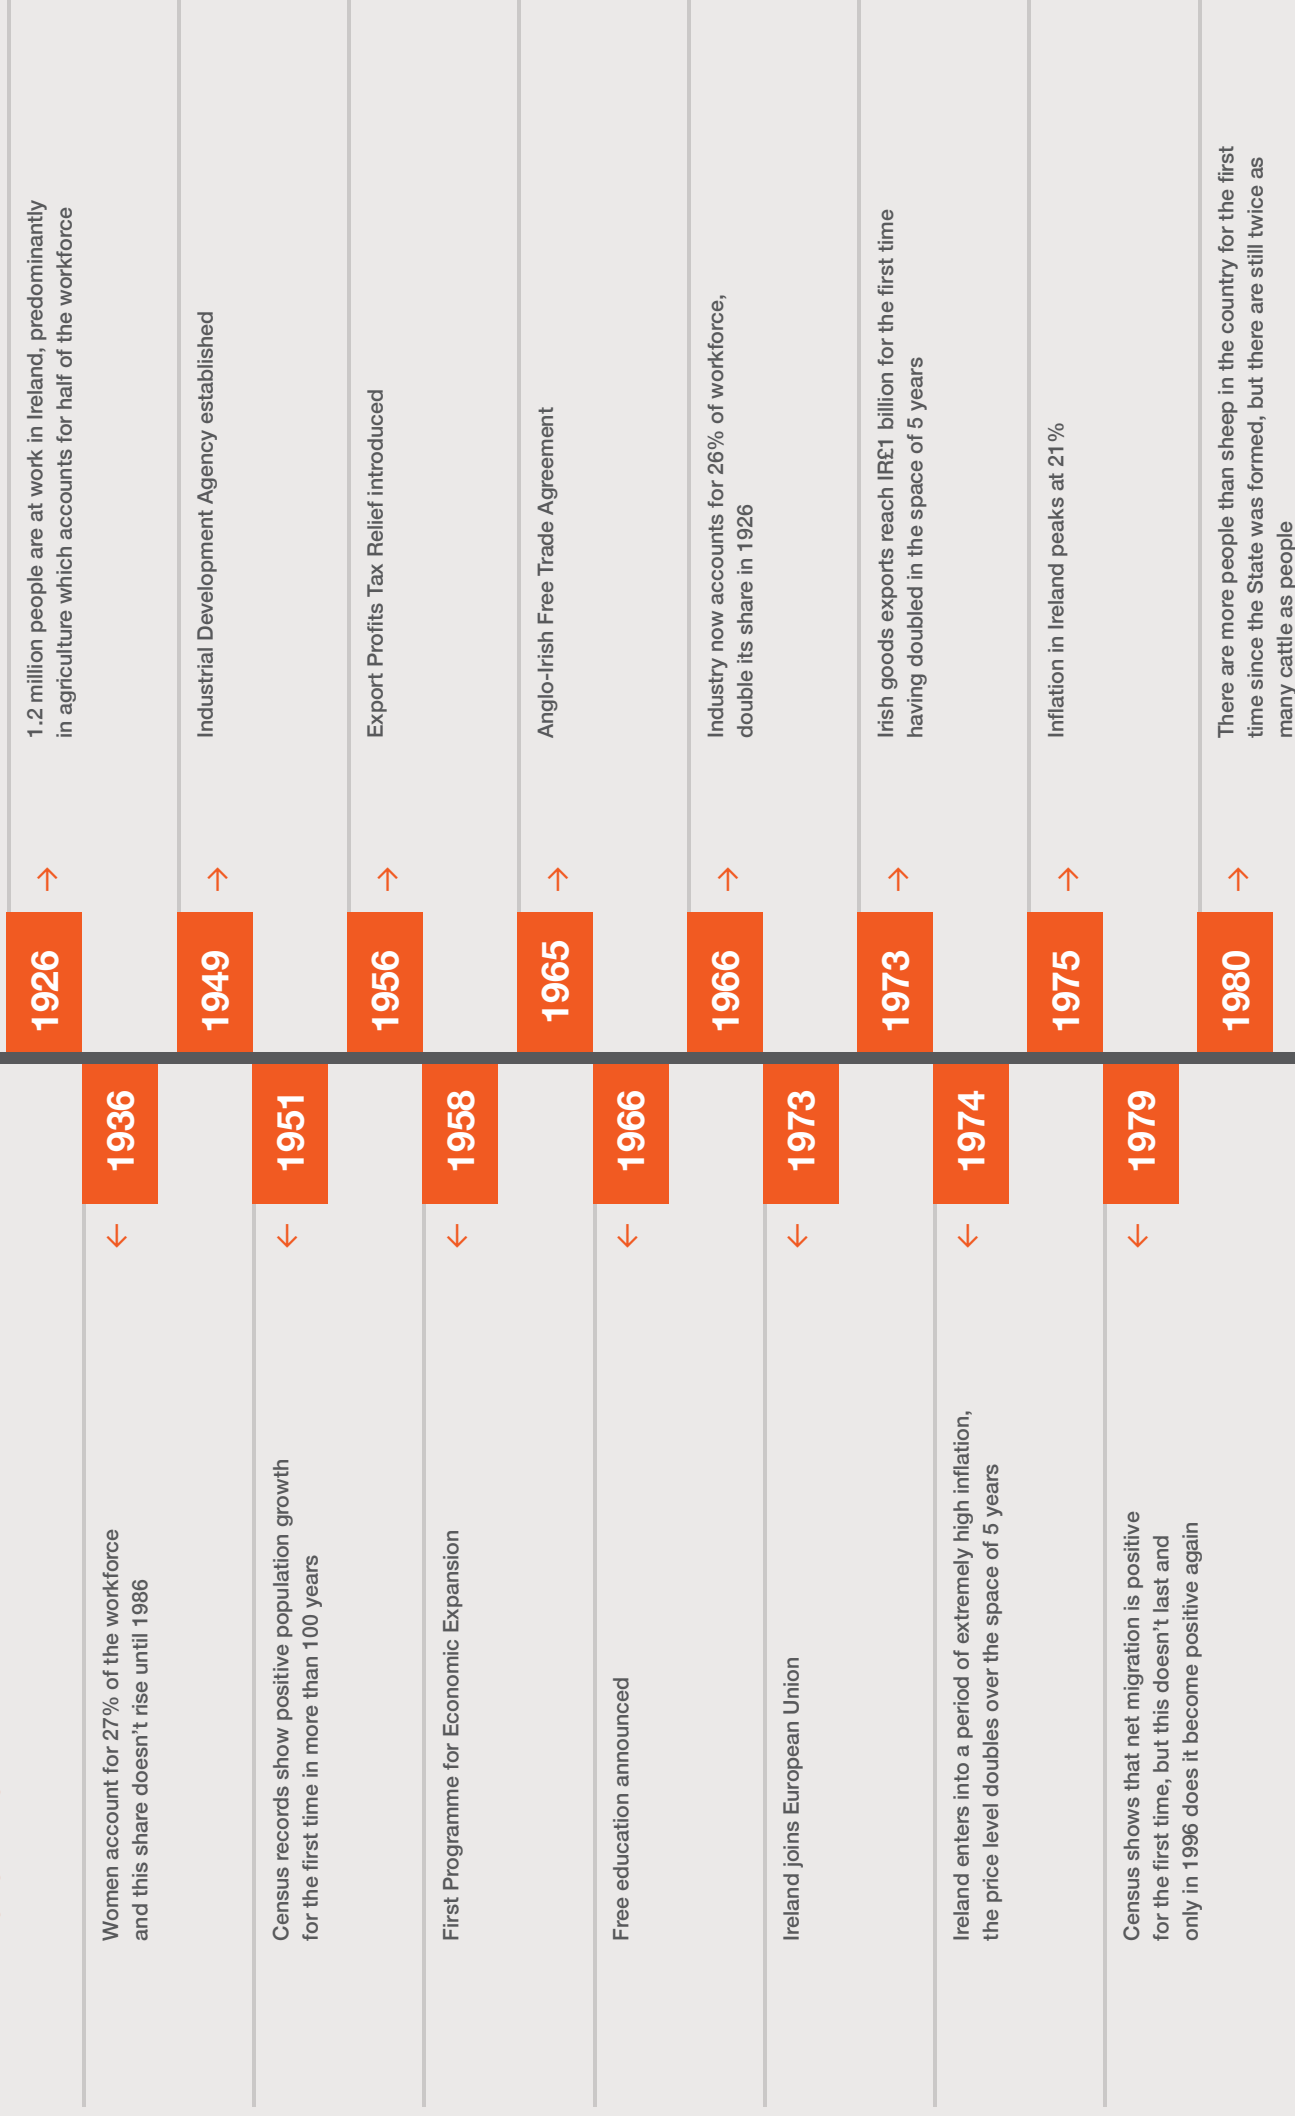 1926
1.2 million people are at work in Ireland, predominantly
in agriculture which accounts for half of the workforce
1936
Women account for 27% of the workforce
and this share doesn't rise until 1986
1949
Industrial Development Agency established
1951
Census records show positive population growth
for the first time in more than 100 years
1956
Export Profits Tax Relief introduced
1958
First Programme for Economic Expansion
1965
Anglo-Irish Free Trade Agreement
1966
Free education announced
1966
Industry now accounts for 26% of workforce,
double its share in 1926
1973
Ireland joins European Union
1973
Irish goods exports reach IR£1 billion for the first time
having doubled in the space of 5 years
1974
Ireland enters into a period of extremely high inflation,
the price level doubles over the space of 5 years
1975
Inflation in Ireland peaks at 21%
1979
Census shows that net migration is positive
for the first time, but this doesn't last and
only in 1996 does it become positive again
1980
There are more people than sheep in the country for the first
time since the State was formed, but there are still twice as
many cattle as people